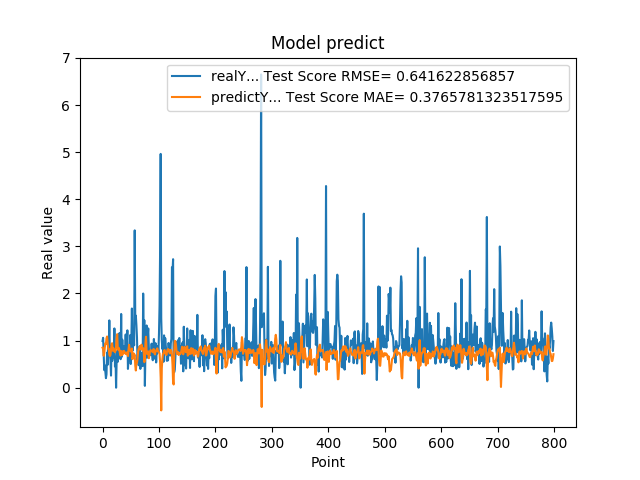 Model predict
realY... Test Score RMSE= 0.641622856857
predictY... Test Score MAE= 0.3765781323517595
7
6
5
4
3
2
1
0
Real value
0 100 200 300 400 500 600 700 800
Point